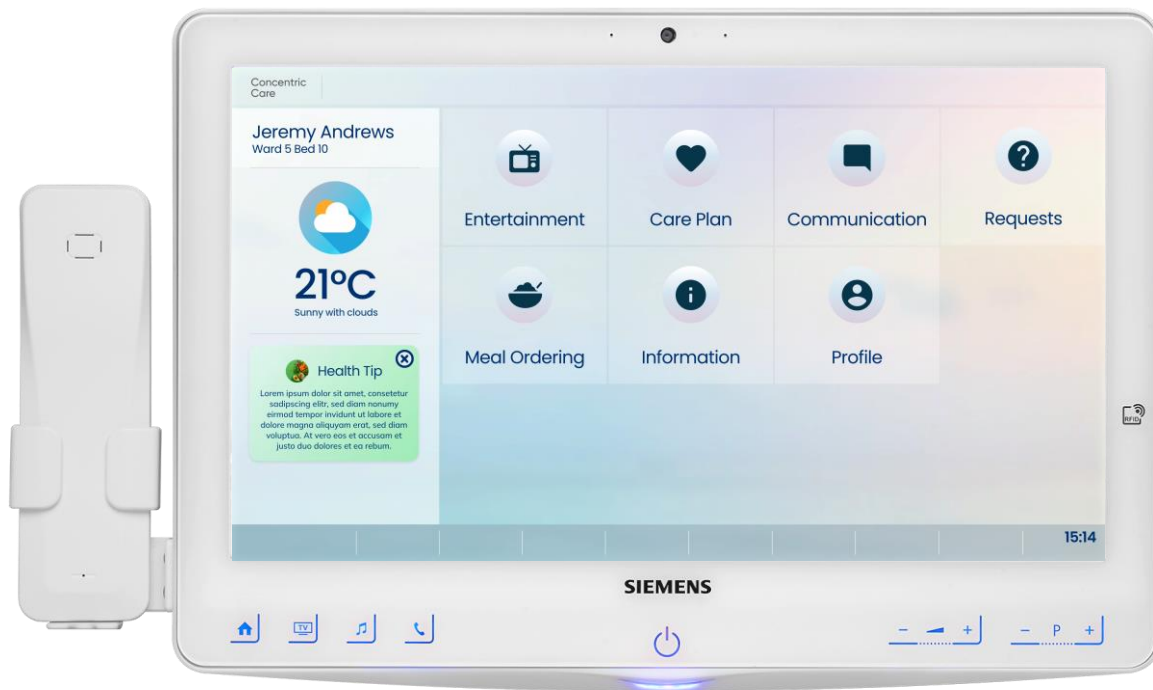 Concentric
Care
Jeremy Andrews
Ward 5 Bed 10
21°C
Sunny with clouds
Health Tip
Lorem ipsum dolor sit amet, consetetur
sadipscing elitr, sed diam nonumy
eirmod tempor invidunt ut labore et
dolore magna aliquyam erat, sed diam
voluptua. At vero eos et accusam et
justo duo dolores et ea rebum.
Entertainment
Care Plan
Communication
Requests
Meal Ordering
Information
Profile
15:14
RFID
SIEMENS
TV
- +
- P +